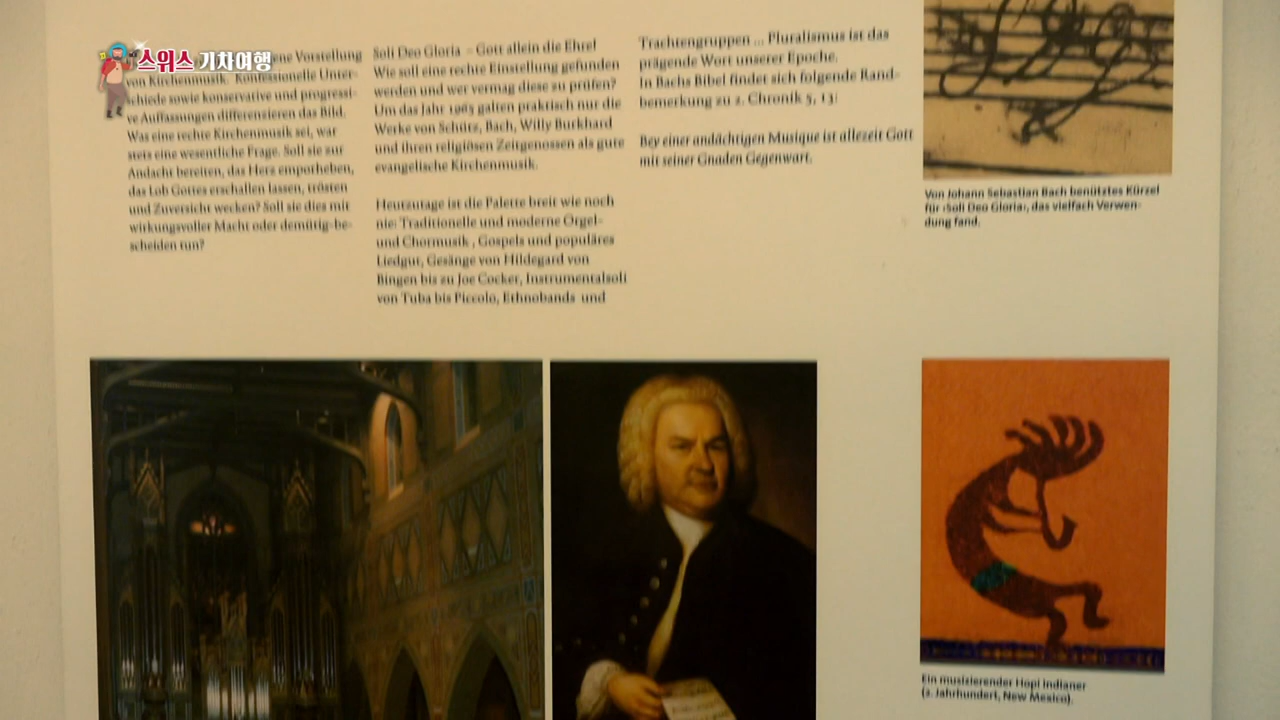 스위스 기차여행
ene Vorstellung
von Kirchenmusik. Konfessionelle Unter-
schiede sowie konservative und progressi-
ve Auffassungen differenzieren das Bild.
Was eine rechte Kirchenmusik sei, war
stets eine wesentliche Frage. Soll sie zur
Andacht bereiten, das Herz emporheben,
das Lob Gottes erschallen lassen, trösten
und Zuversicht wecken? Soll sie dies mit
wirkungsvoller Macht oder demütig-be-
scheiden tun?
Soli Deo Gloria – Gott allein die Ehre!
Wie soll eine rechte Einstellung gefunden
werden und wer vermag diese zu prüfen?
Um das Jahr 1965 galten praktisch nur die
Werke von Schütz, Bach, Willy Burkhard
und ihren religiösen Zeitgenossen als gute
evangelische Kirchenmusik.
Heutzutage ist die Palette breit wie noch
nie: Traditionelle und moderne Orgel-
und Chormusik, Gospels und populäres
Liedgut, Gesänge von Hildegard von
Bingen bis zu Joe Cocker, Instrumentalsoli
von Tuba bis Piccolo, Ethnobands und
Trachtengruppen ... Pluralismus ist das
prägende Wort unserer Epoche.
In Bachs Bibel findet sich folgende Rand-
bemerkung zu 2. Chronik 5, 13:
Bey einer andächtigen Musique ist allezeit Gott
mit seiner Gnaden Gegenwart.
Von Johann Sebastian Bach benütztes Kürzel
für ‹Soli Deo Gloria›, das vielfach Verwen-
dung fand.
Ein musizierender Hopi Indianer
(2. Jahrhundert, New Mexico).